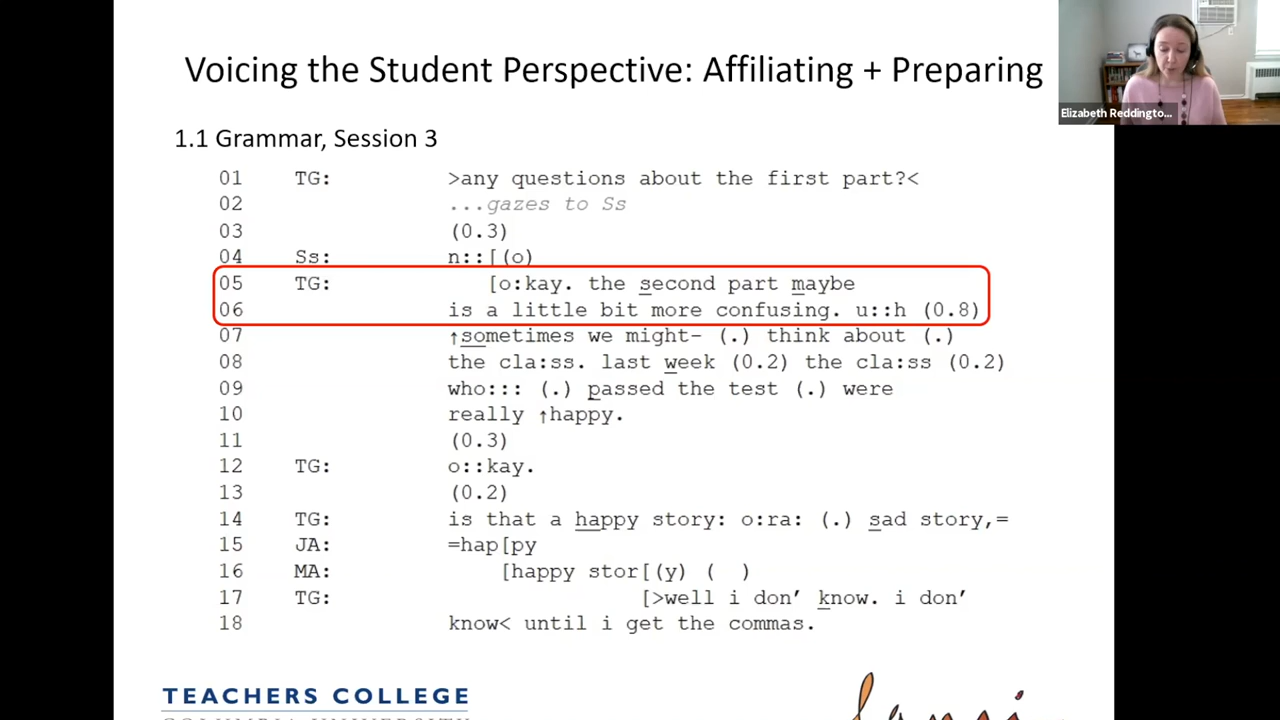 Voicing the Student Perspective: Affiliating + Preparing
Elizabeth Reddingto...
1.1 Grammar, Session 3
01 TG: >any questions about the first part?<
02 ...gazes to Ss
03 (0.3)
04 Ss: n::[(o)
05 TG: [o:kay. the second part maybe
06 is a little bit more confusing. u::h (0.8)
07 ↑sometimes we might- (.) think about (.)
08 the cla:ss. last week (0.2) the cla:ss (0.2)
09 who::: (.) passed the test (.) were
10 really ↑happy.
11 (0.3)
12 TG: o::kay.
13 (0.2)
14 TG: is that a happy story: o:ra: (.) sad story,=
15 JA: =hap[py
16 MA: [happy stor[(y) ( )
17 TG: [>well i don’ know. i don’
18 know< until i get the commas.
TEACHERS COLLEGE
COLUMBIA UNIVERSITY